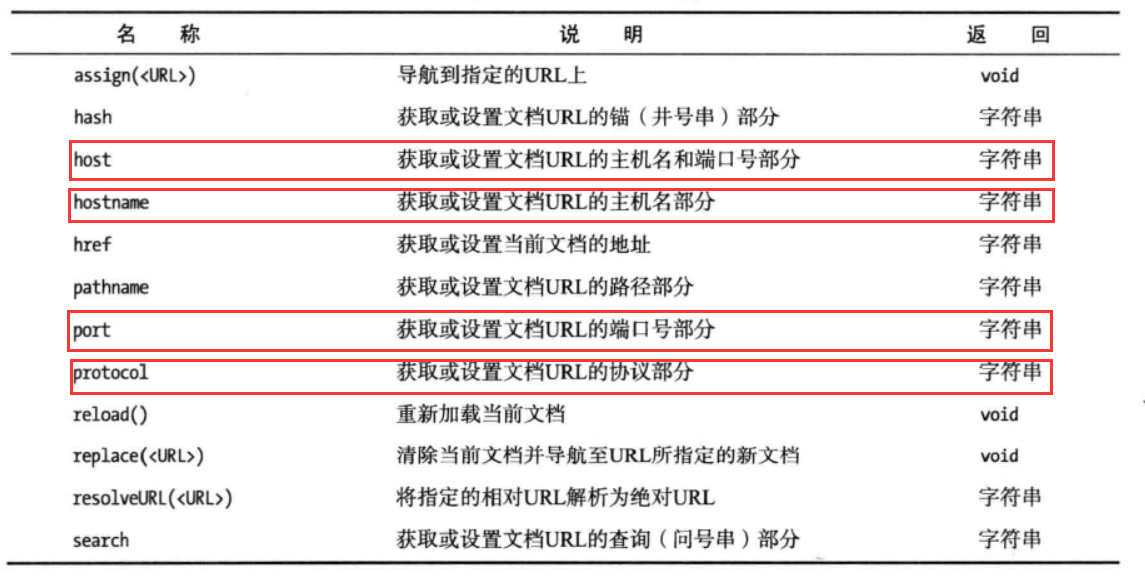 名 称 说 明 返 回
assign(<URL>) 导航到指定的URL上 void
hash 获取或设置文档URL的锚（井号串）部分 字符串
host 获取或设置文档URL的主机名和端口号部分 字符串
hostname 获取或设置文档URL的主机名部分 字符串
href 获取或设置当前文档的地址 字符串
pathname 获取或设置文档URL的路径部分 字符串
port 获取或设置文档URL的端口号部分 字符串
protocol 获取或设置文档URL的协议部分 字符串
reload() 重新加载当前文档 void
replace(<URL>) 清除当前文档并导航至URL所指定的新文档 void
resolveURL(<URL>) 将指定的相对URL解析为绝对URL 字符串
search 获取或设置文档URL的查询（问号串）部分 字符串